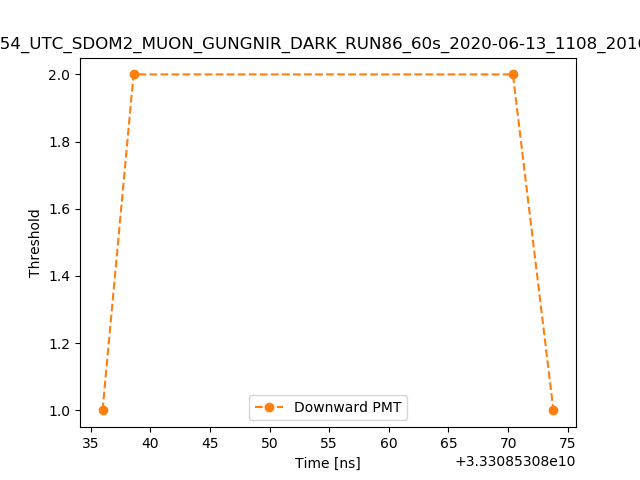 54_UTC_SDOM2_MUON_GUNGNIR_DARK_RUN86_60s_2020-06-13_1108_2016
2.0
1.8
1.6
1.4
1.2
1.0
Threshold
Downward PMT
35 40 45 50 55 60 65 70 75
Time [ns]
+3.33085308e10